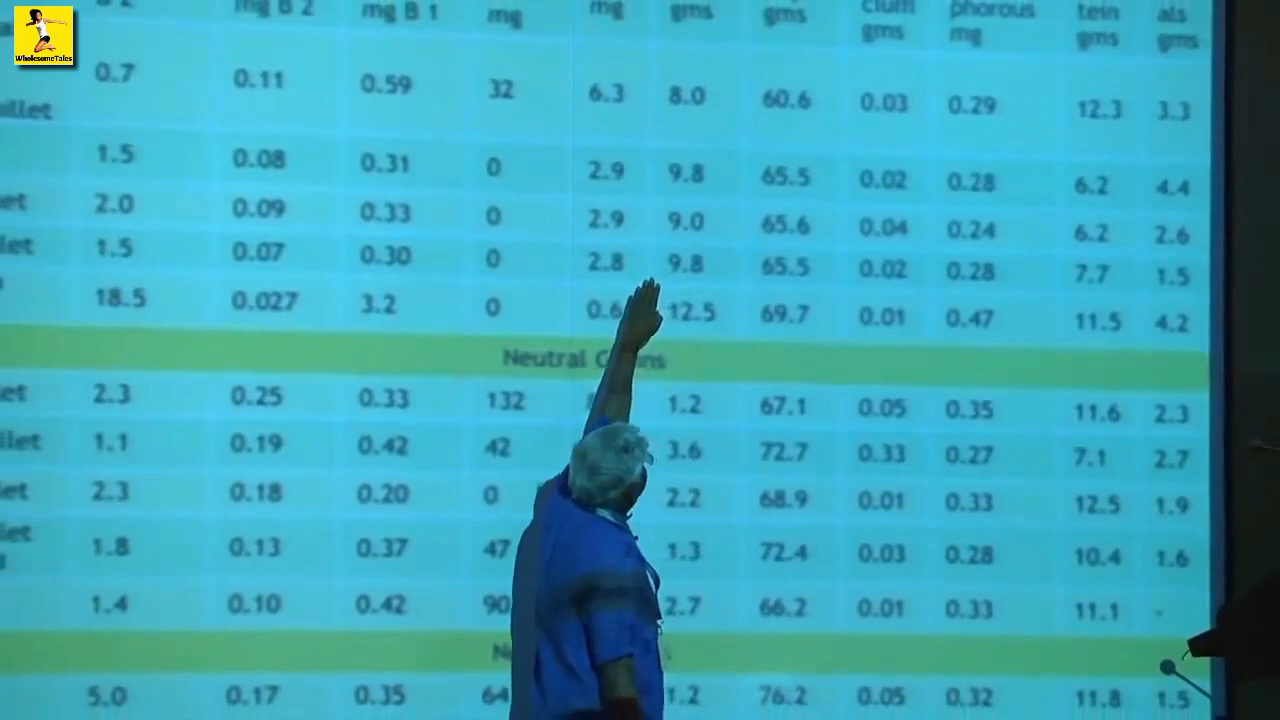 WholesomeTales
mg B 2 mg B 1 mg mg gms gms cium gms phorous mg tein gms als gms
0.7 0.11 0.59 32 6.3 8.0 60.6 0.03 0.29 12.3 3.3
illet
1.5 0.08 0.31 0 2.9 9.8 65.5 0.02 0.28 6.2 4.4
et 2.0 0.09 0.33 0 2.9 9.0 65.6 0.04 0.24 6.2 2.6
let 1.5 0.07 0.30 0 2.8 9.8 65.5 0.02 0.28 7.7 1.5
18.5 0.027 3.2 0 0.6 12.5 69.7 0.01 0.47 11.5 4.2
Neutral
et 2.3 0.25 0.33 132 1.2 67.1 0.05 0.35 11.6 2.3
llet 1.1 0.19 0.42 42 3.6 72.7 0.33 0.27 7.1 2.7
let 2.3 0.18 0.20 0 2.2 68.9 0.01 0.33 12.5 1.9
let 1.8 0.13 0.37 47 1.3 72.4 0.03 0.28 10.4 1.6
1.4 0.10 0.42 90 2.7 66.2 0.01 0.33 11.1 -
5.0 0.17 0.35 64 1.2 76.2 0.05 0.32 11.8 1.5